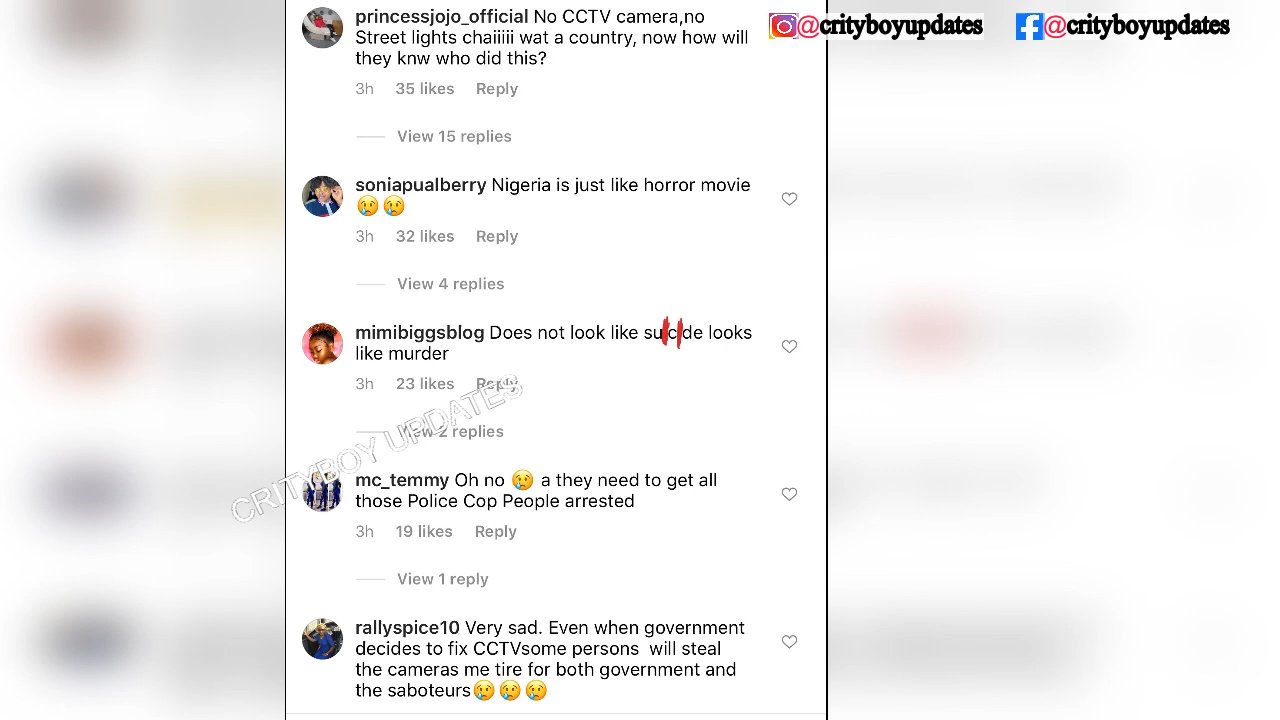 @crityboyupdates @crityboyupdates
princessjojo_official No CCTV camera,no
Street lights chaiiiii wat a country, now how will
they knw who did this?
3h 35 likes Reply
View 15 replies
soniapualberry Nigeria is just like horror movie
😢😢
3h 32 likes Reply
View 4 replies
mimibiggsblog Does not look like suicide looks
like murder
3h 23 likes Reply
View 2 replies
CRITYBOY UPDATES
mc_temmy Oh no 😢 a they need to get all
those Police Cop People arrested
3h 19 likes Reply
View 1 reply
rallyspice10 Very sad. Even when government
decides to fix CCTVsome persons will steal
the cameras me tire for both government and
the saboteurs😢😢😢